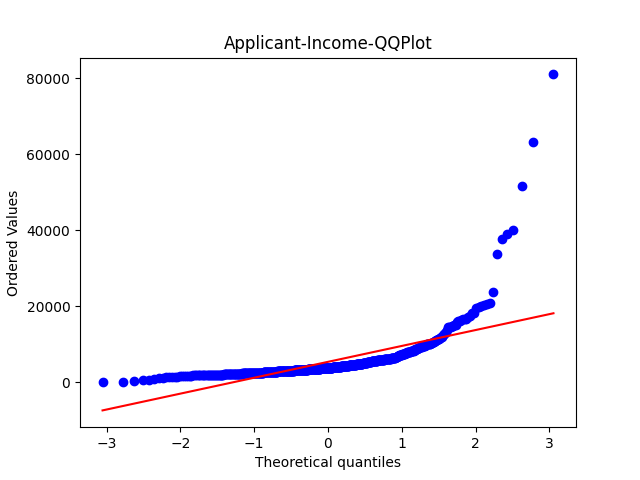 Applicant-Income-QQPlot
80000
60000
40000
20000
0
Ordered Values
−3 −2 −1 0 1 2 3
Theoretical quantiles